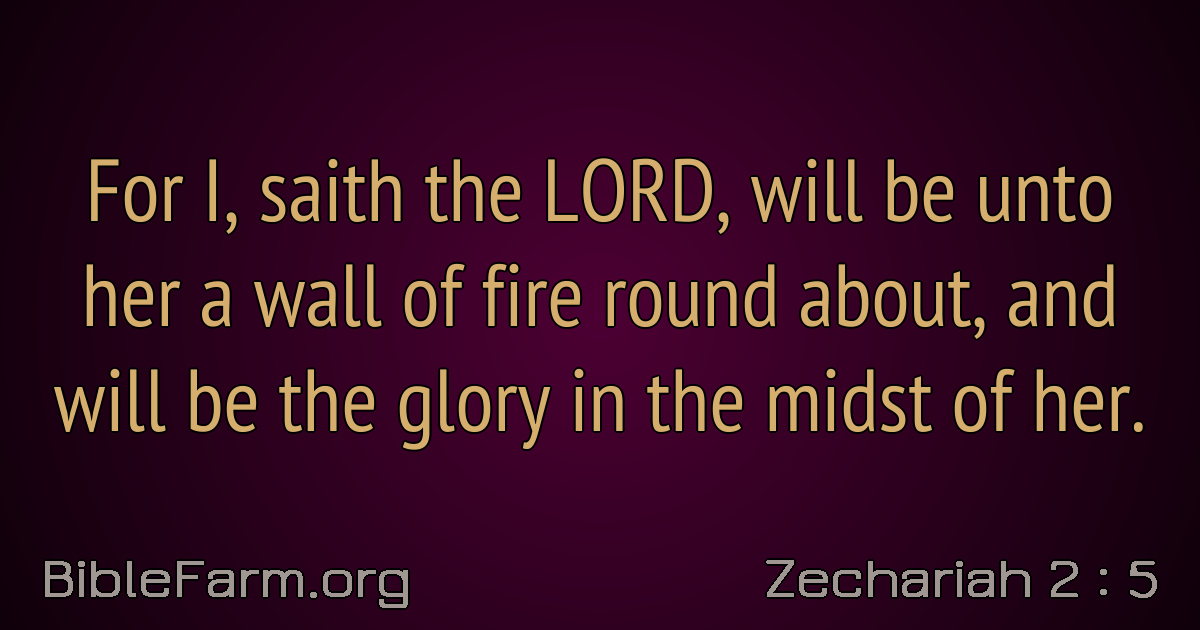 For I, saith the LORD, will be unto
her a wall of fire round about, and
will be the glory in the midst of her.
BibleFarm.org
Zechariah 2 : 5